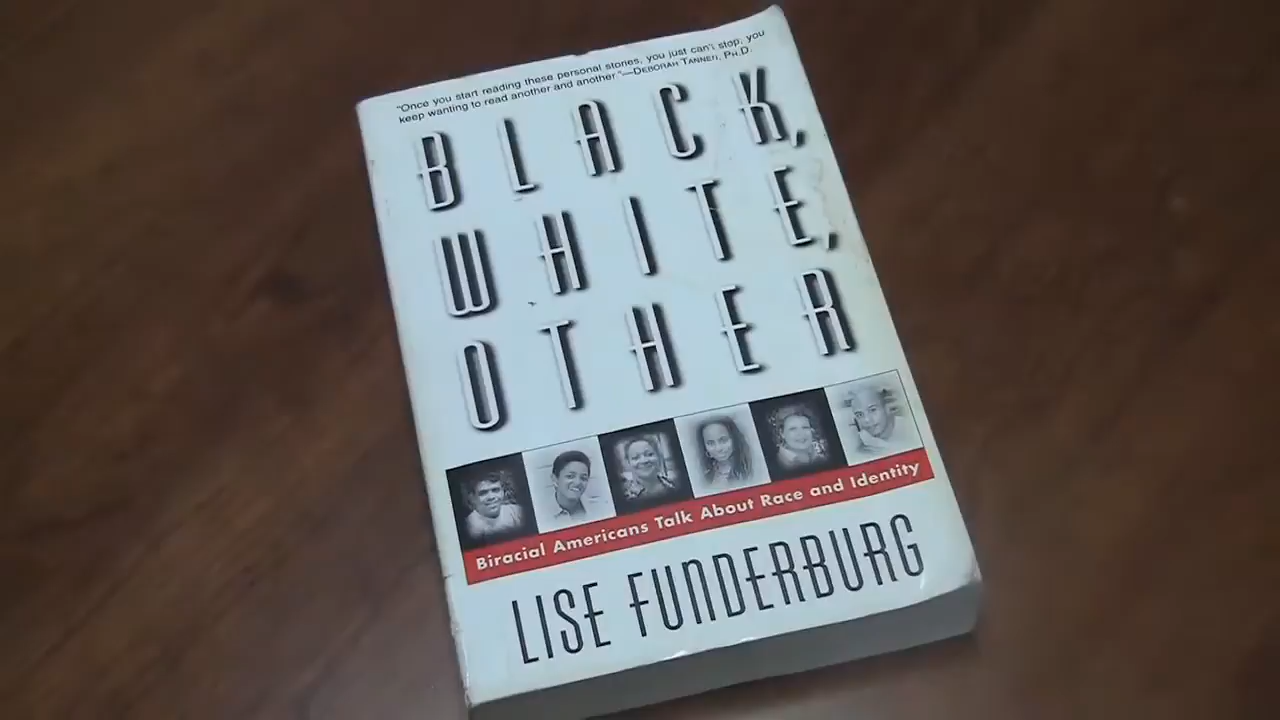 "Once you start reading these personal stories, you just can't stop, you
keep wanting to read another and another."—DEBORAH TANNEN, PH.D.
BLACK,
WHITE,
OTHER
Biracial Americans Talk About Race and Identity
LISE FUNDERBURG